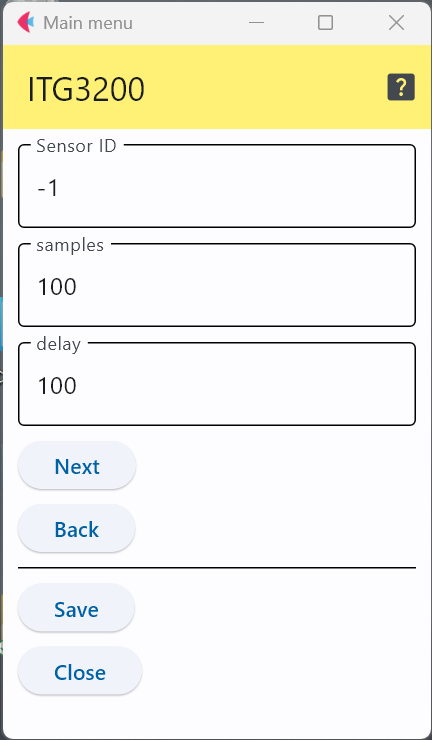 Main menu
ITG3200
?
Sensor ID
-1
samples
100
delay
100
Next
Back
Save
Close